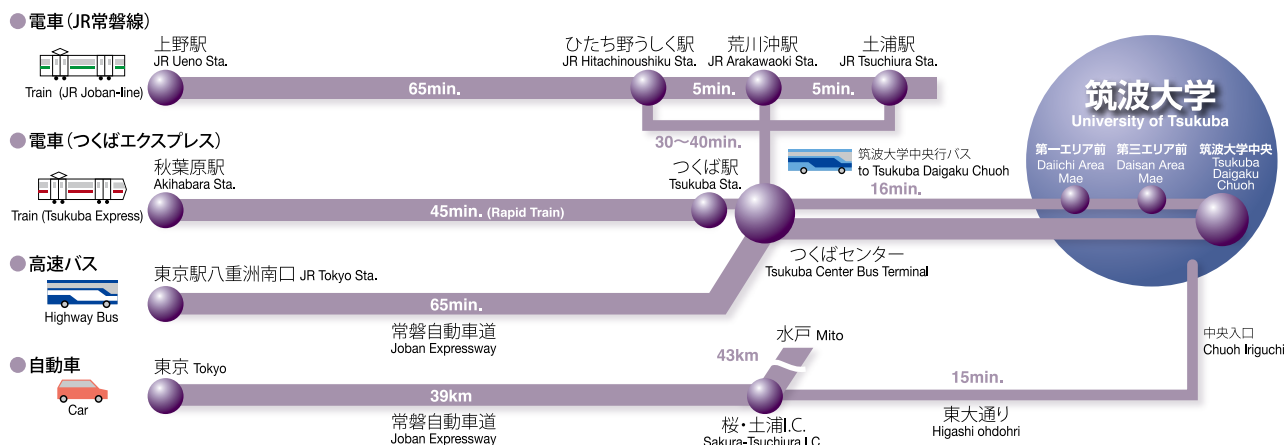 電車(JR常磐線)
Train (JR Joban-line)
上野駅
JR Ueno Sta.
65min.
ひたち野うしく駅
JR Hitachinoushiku Sta.
5min.
荒川沖駅
JR Arakawaoki Sta.
5min.
土浦駅
JR Tsuchiura Sta.
30〜40min.
電車(つくばエクスプレス)
Train (Tsukuba Express)
秋葉原駅
Akihabara Sta.
45min. (Rapid Train)
つくば駅
Tsukuba Sta.
筑波大学中央行バス
to Tsukuba Daigaku Chuoh
16min.
つくばセンター
Tsukuba Center Bus Terminal
筑波大学
University of Tsukuba
第一エリア前
Daiichi Area
Mae
第三エリア前
Daisan Area
Mae
筑波大学中央
Tsukuba
Daigaku
Chuoh
高速バス
Highway Bus
東京駅八重洲南口 JR Tokyo Sta.
65min.
常磐自動車道
Joban Expressway
自動車
Car
東京 Tokyo
39km
常磐自動車道
Joban Expressway
水戸 Mito
43km
桜・土浦I.C.
Sakura-Tsuchiura I.C.
15min.
東大通り
Higashi ohdohri
中央入口
Chuoh Iriguchi